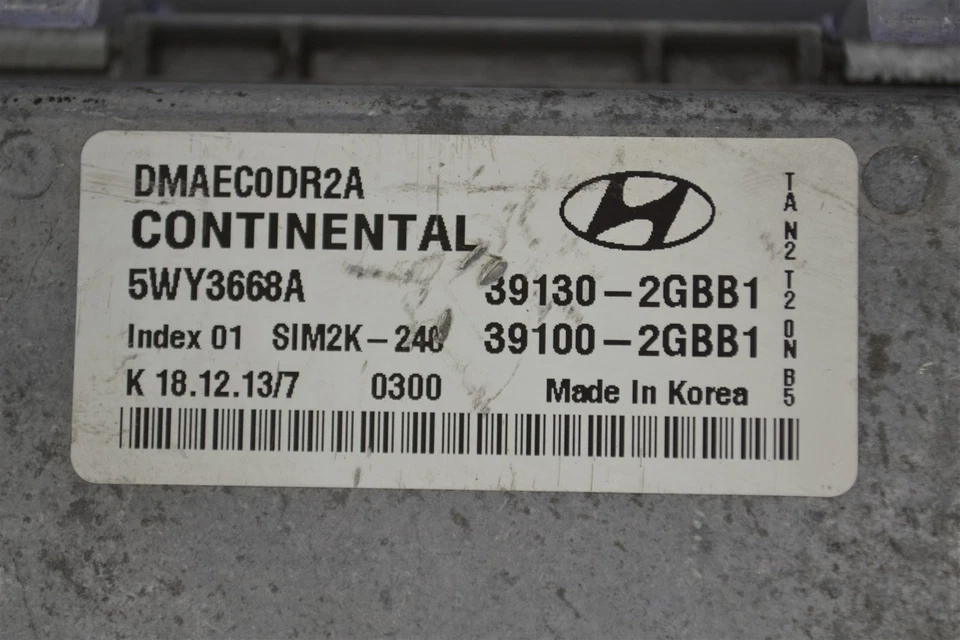 DMAEC0DR2A
CONTINENTAL
5WY3668A
39130-2GBB1
Index 01 SIM2K-240
39100-2GBB1
K 18.12.13/7 0300 Made In Korea
TA N2 T2 0N B5